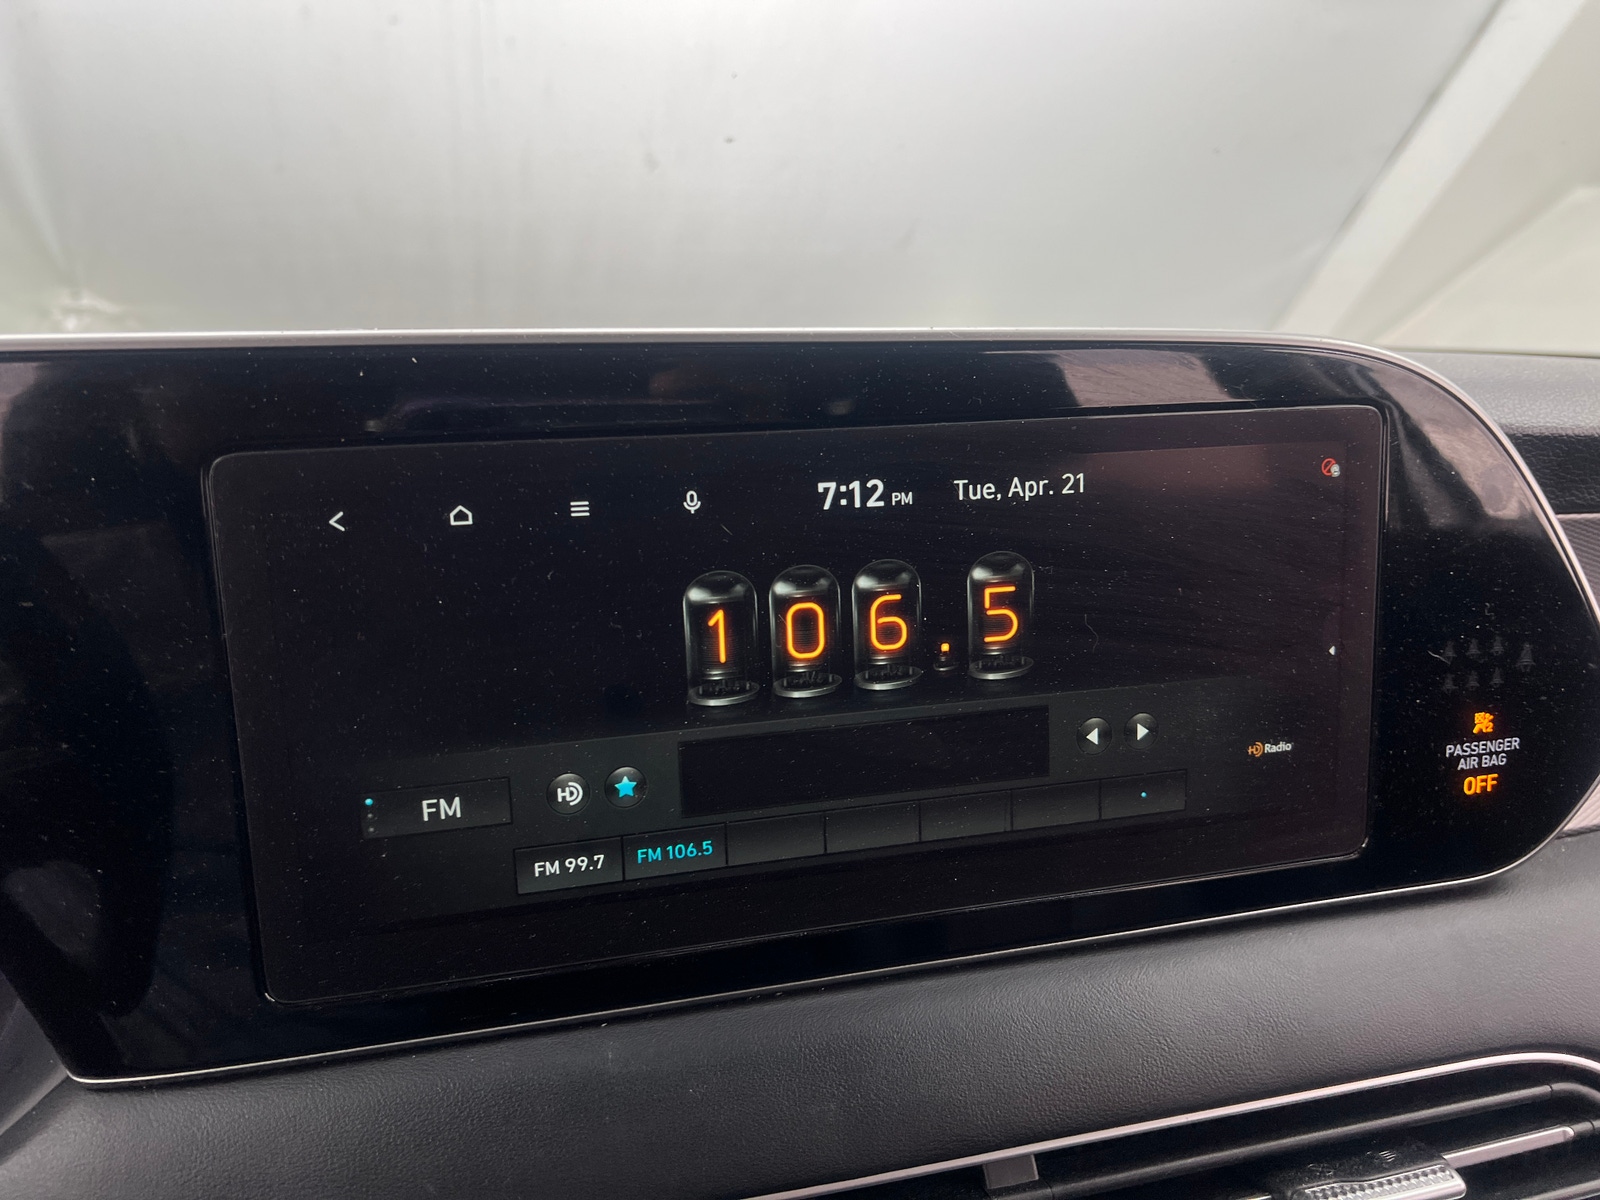 7:12 PM Tue, Apr. 21
106.5
HD Radio
PASSENGER
AIR BAG
OFF
FM
HD
FM 99.7
FM 106.5